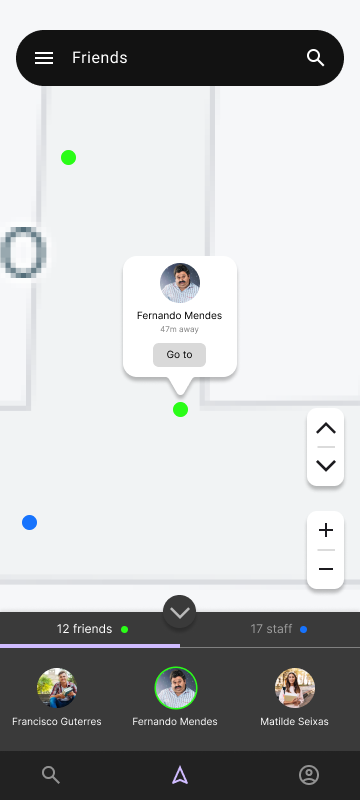 Friends
O
Fernando Mendes
47m away
Go to
12 friends
17 staff
Francisco Guterres
Fernando Mendes
Matilde Seixas